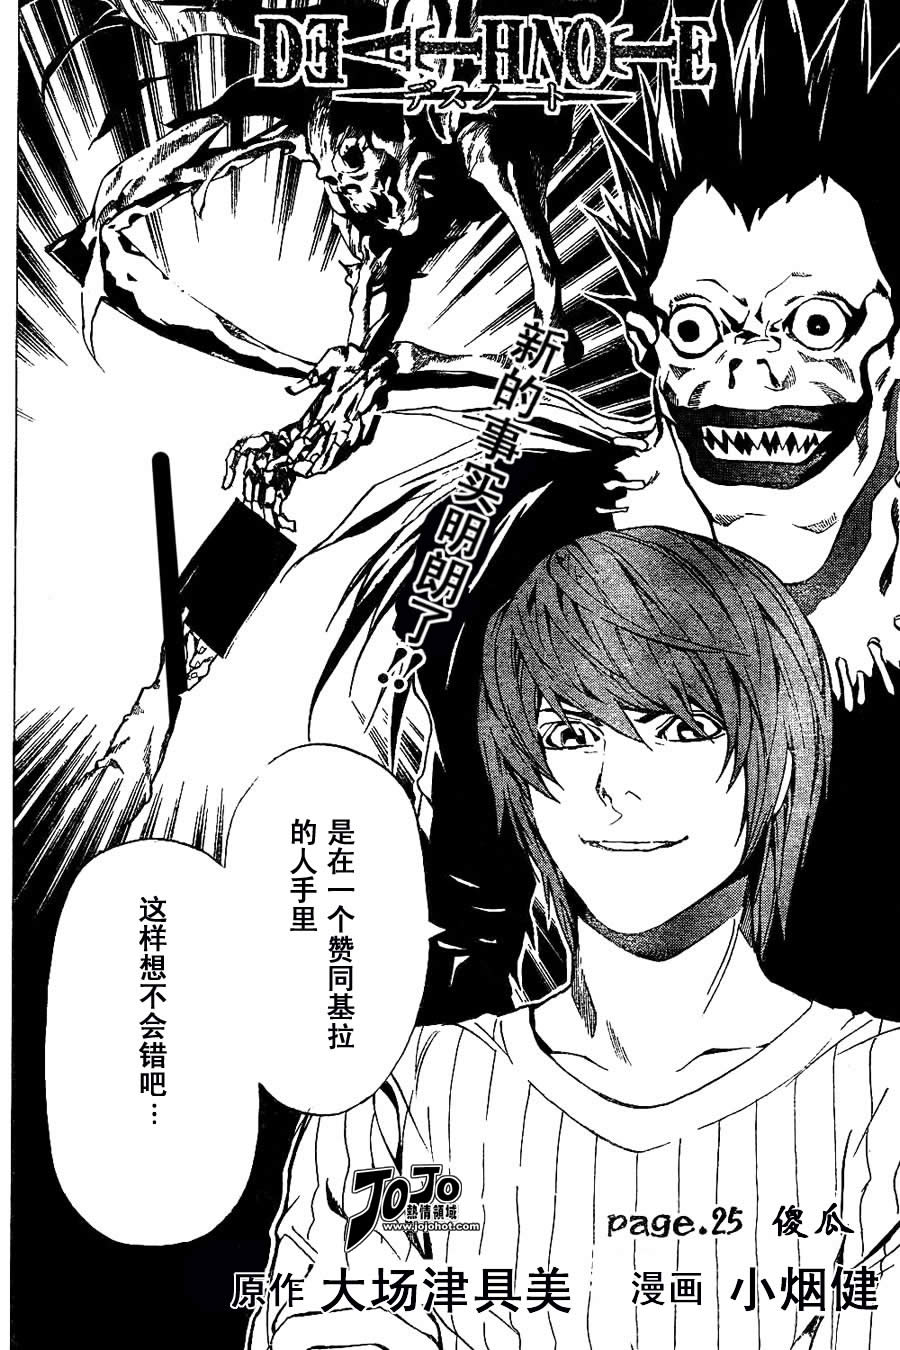 DEATH NOTE
デスノート
新的事实明朗了!!
是在一个赞同基拉
的人手里
这样想不会错吧…
JOJO
熱情領域
www.jojohot.com
page.25 傻瓜
原作 大场津具美 漫画 小烟健